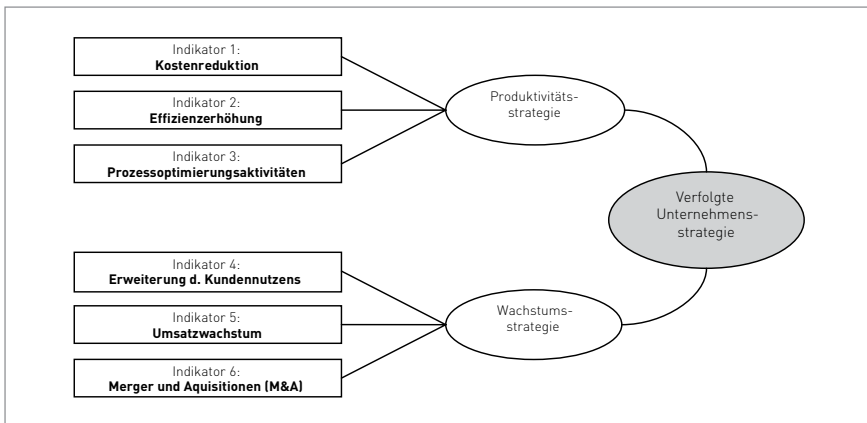 Indikator 1:
Kostenreduktion
Indikator 2:
Effizienzerhöhung
Indikator 3:
Prozessoptimierungsaktivitäten
Produktivitäts-
strategie
Verfolgte
Unternehmens-
strategie
Indikator 4:
Erweiterung d. Kundennutzens
Indikator 5:
Umsatzwachstum
Indikator 6:
Merger und Aquisitionen (M&A)
Wachstums-
strategie